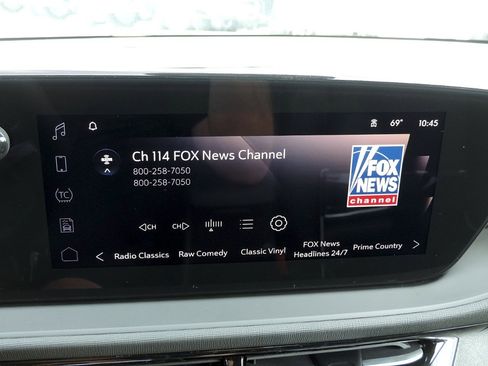 69° 10:45
Ch 114 FOX News Channel
800-258-7050
800-258-7050
FOX
NEWS
channel
TC
CH CH
Radio Classics Raw Comedy Classic Vinyl FOX News Prime Country
Headlines 24/7